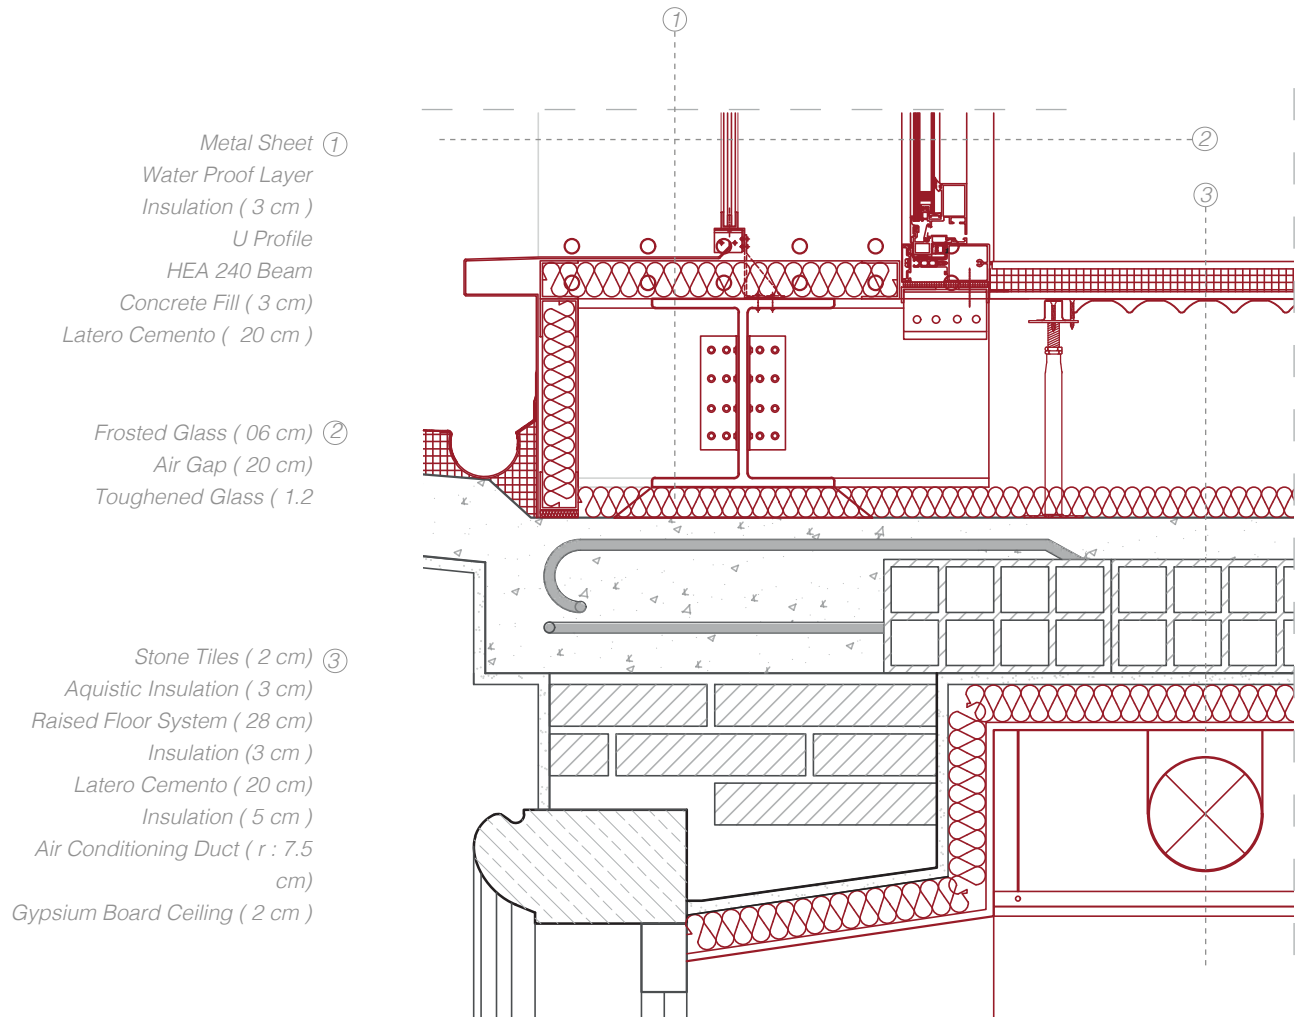 1
Metal Sheet 1
Water Proof Layer
Insulation ( 3 cm )
U Profile
HEA 240 Beam
Concrete Fill ( 3 cm)
Latero Cemento ( 20 cm )
2
3
Frosted Glass ( 06 cm) 2
Air Gap ( 20 cm)
Toughened Glass ( 1.2
Stone Tiles ( 2 cm) 3
Aquistic Insulation ( 3 cm)
Raised Floor System ( 28 cm)
Insulation (3 cm )
Latero Cemento ( 20 cm)
Insulation ( 5 cm )
Air Conditioning Duct ( r : 7.5
cm)
Gypsium Board Ceiling ( 2 cm )